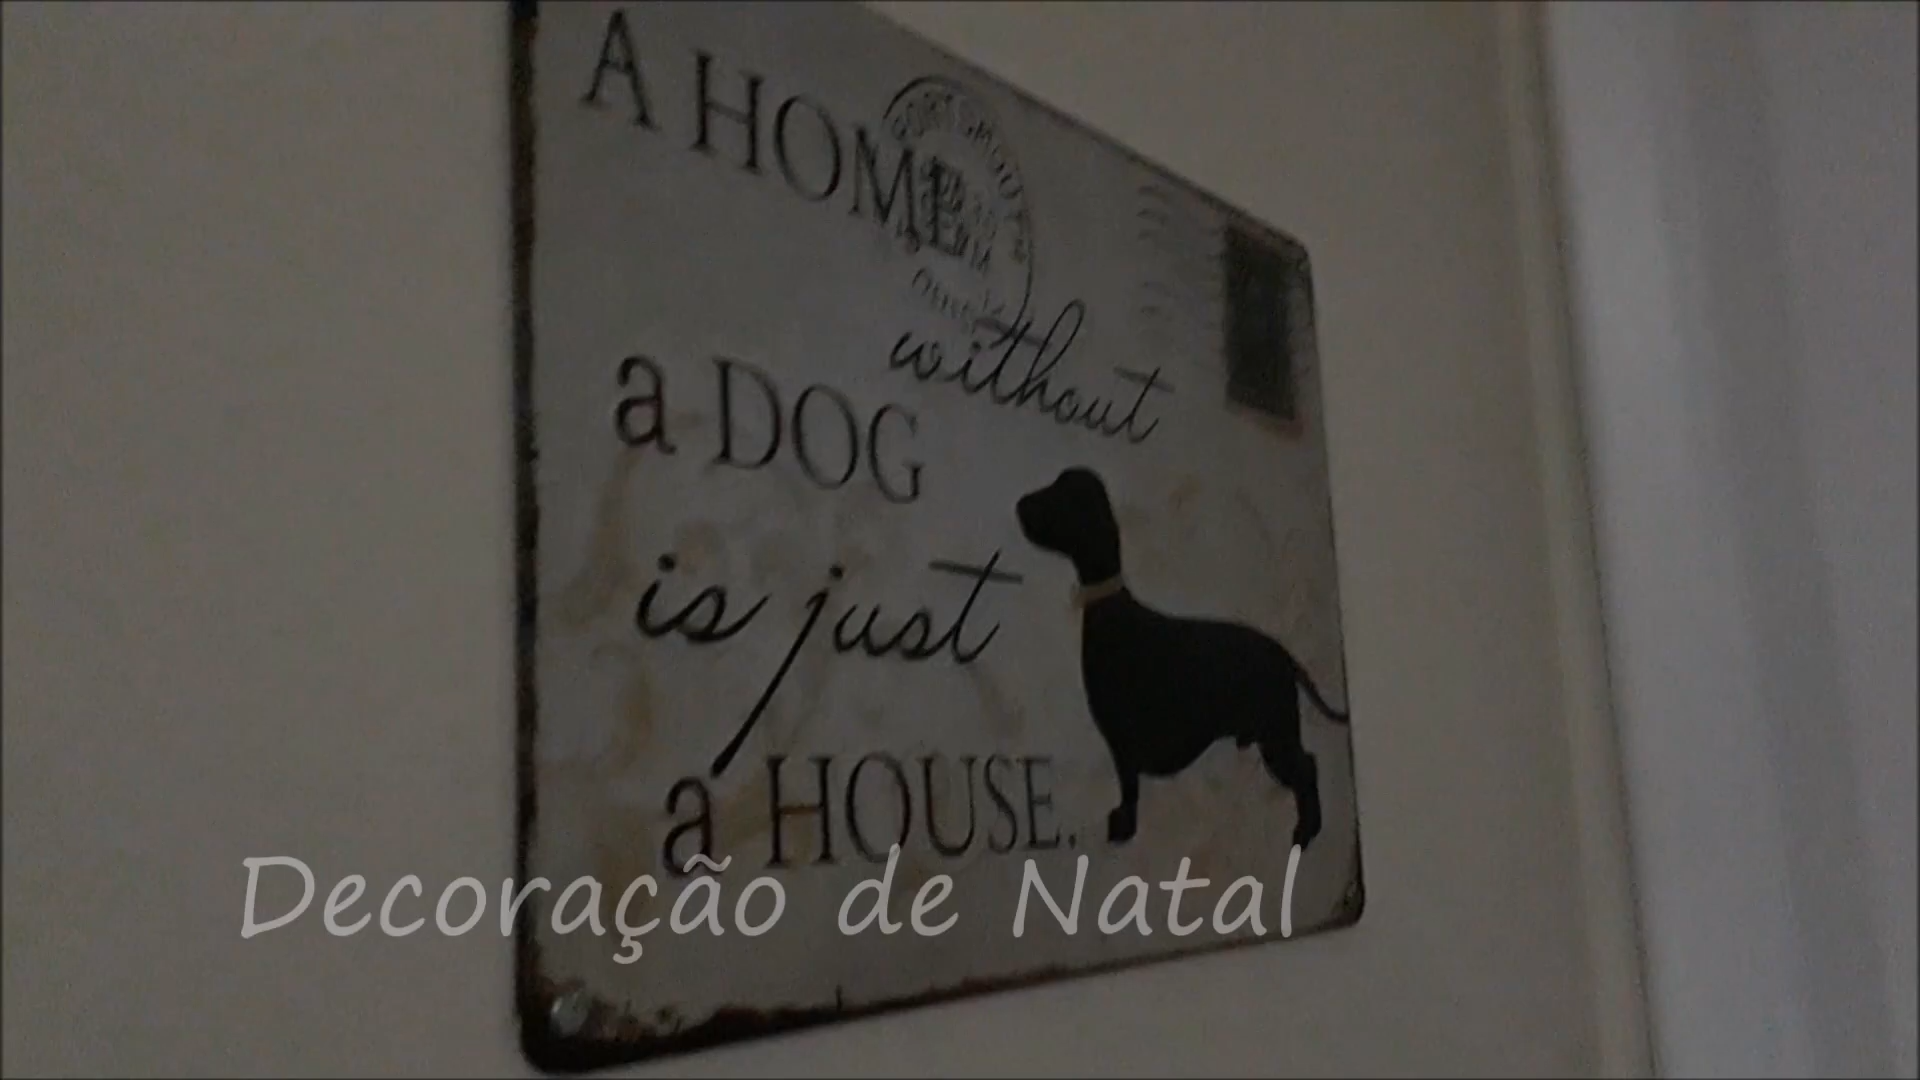 A HOME
without
a DOG
is just
a HOUSE.
Decoração de Natal